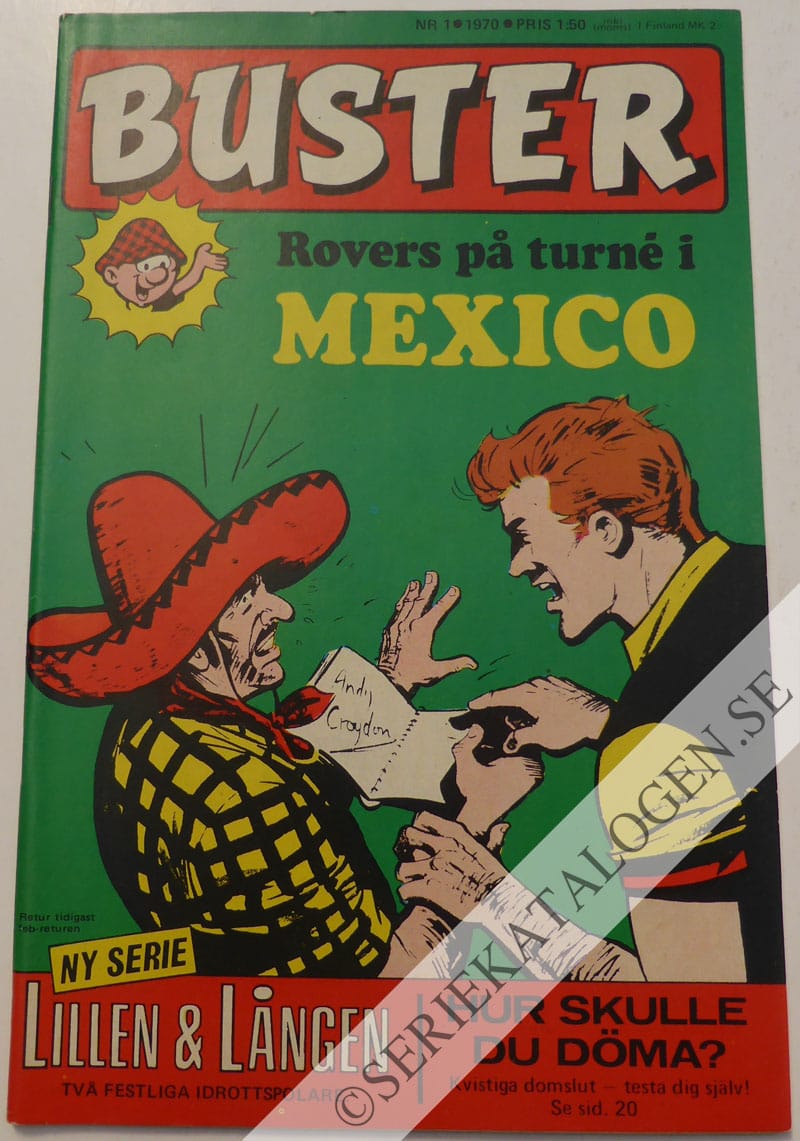 NR 1 ● 1970 ● PRIS 1:50 inkl (moms) I Finland MK 2:-
BUSTER
Rovers på turné i
MEXICO
Andy
Croydon
Retur tidigast
feb-returen
NY SERIE
LILLEN & LÅNGEN
TVÅ FESTLIGA IDROTTSPOLARE!
HUR SKULLE
DU DÖMA?
Kvistiga domslut – testa dig själv!
Se sid. 20
© SERIEKATALOGEN.SE